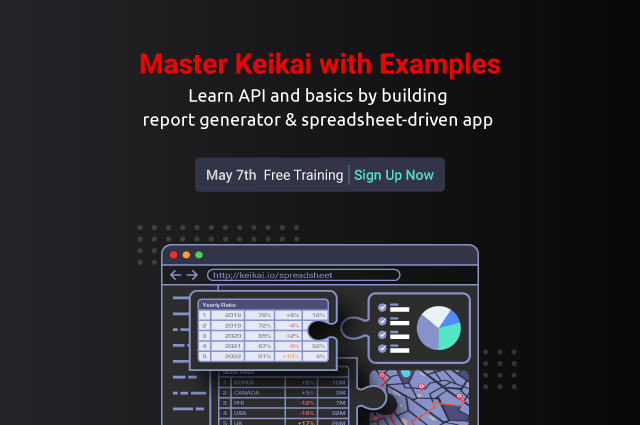 Master Keikai with Examples
Learn API and basics by building
report generator & spreadsheet-driven app
May 7th Free Training Sign Up Now
http;//keikai.io/spreadsheet
Yearly Ratio
1 2018 79% +6% 12%
2 2019 72% -4%
3 2020 65% +2%
4 2021 67% -5% 32%
5 2022 81% +10% 4%
1 KOREA +2% 10M
2 CANADA +5% 3M
3 PHI -12% 7M
4 USA -16% 32M
5 UK +17% 26M